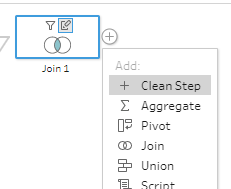 Join 1
Add:
Clean Step
Aggregate
Pivot
Join
Union
Script